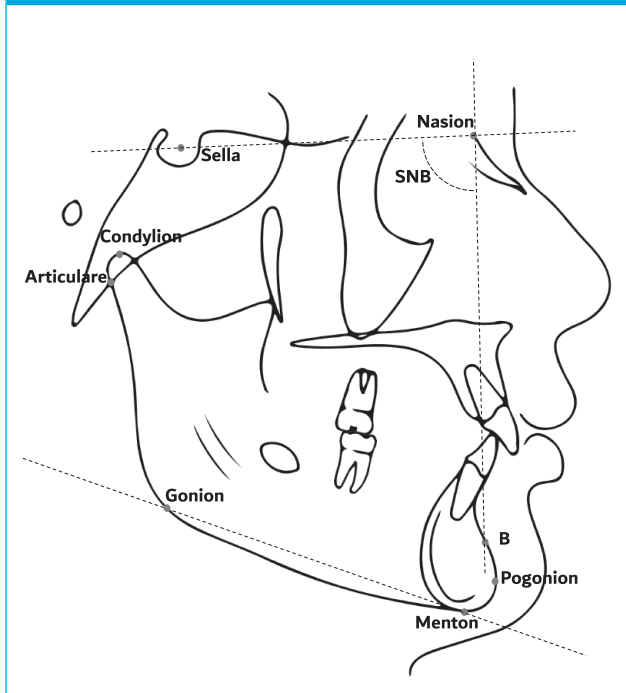 Nasion
Sella
SNB
Condylion
Articulare
Gonion
B
Pogonion
Menton